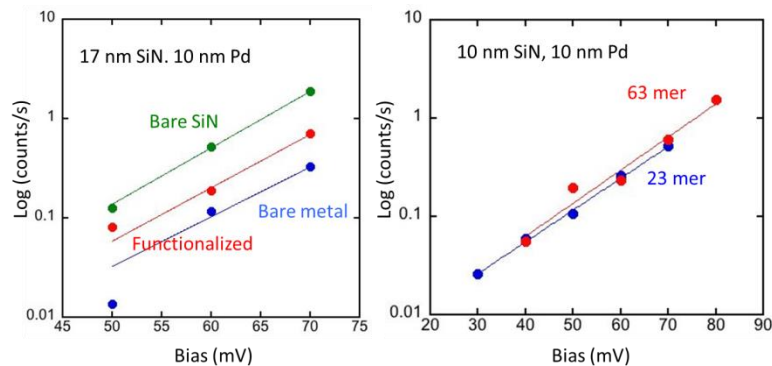 17 nm SiN. 10 nm Pd
Bare SiN
Functionalized
Bare metal
Log (counts/s)
10
1
0.1
0.01
45 50 55 60 65 70 75
Bias (mV)
10 nm SiN, 10 nm Pd
63 mer
23 mer
Log (counts/s)
10
1
0.1
0.01
20 30 40 50 60 70 80 90
Bias (mV)